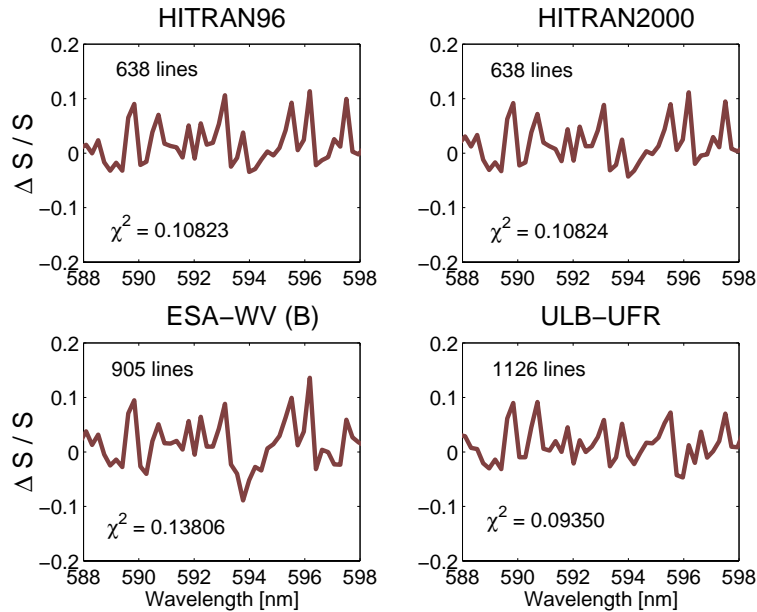 HITRAN96
HITRAN2000
0.2
0.1
0
−0.1
−0.2
Δ S / S
638 lines
χ² = 0.10823
588 590 592 594 596 598
0.2
0.1
0
−0.1
−0.2
638 lines
χ² = 0.10824
588 590 592 594 596 598
ESA−WV (B)
ULB−UFR
0.2
0.1
0
−0.1
−0.2
Δ S / S
905 lines
χ² = 0.13806
588 590 592 594 596 598
Wavelength [nm]
0.2
0.1
0
−0.1
−0.2
1126 lines
χ² = 0.09350
588 590 592 594 596 598
Wavelength [nm]